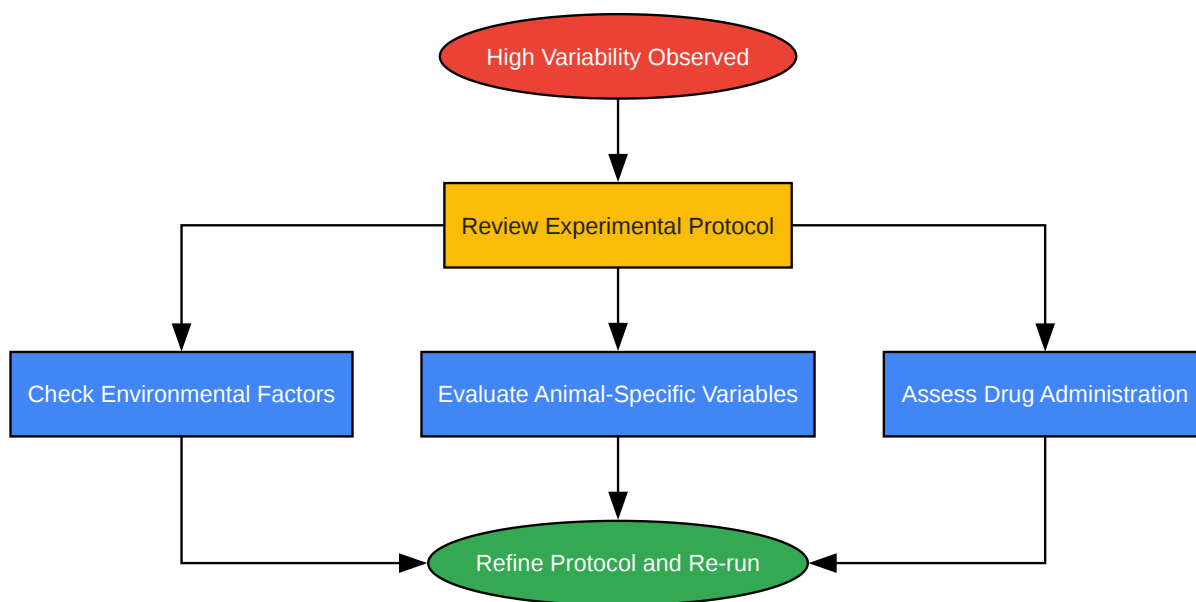 High Variability Observed
Review Experimental Protocol
Check Environmental Factors
Evaluate Animal-Specific Variables
Assess Drug Administration
Refine Protocol and Re-run